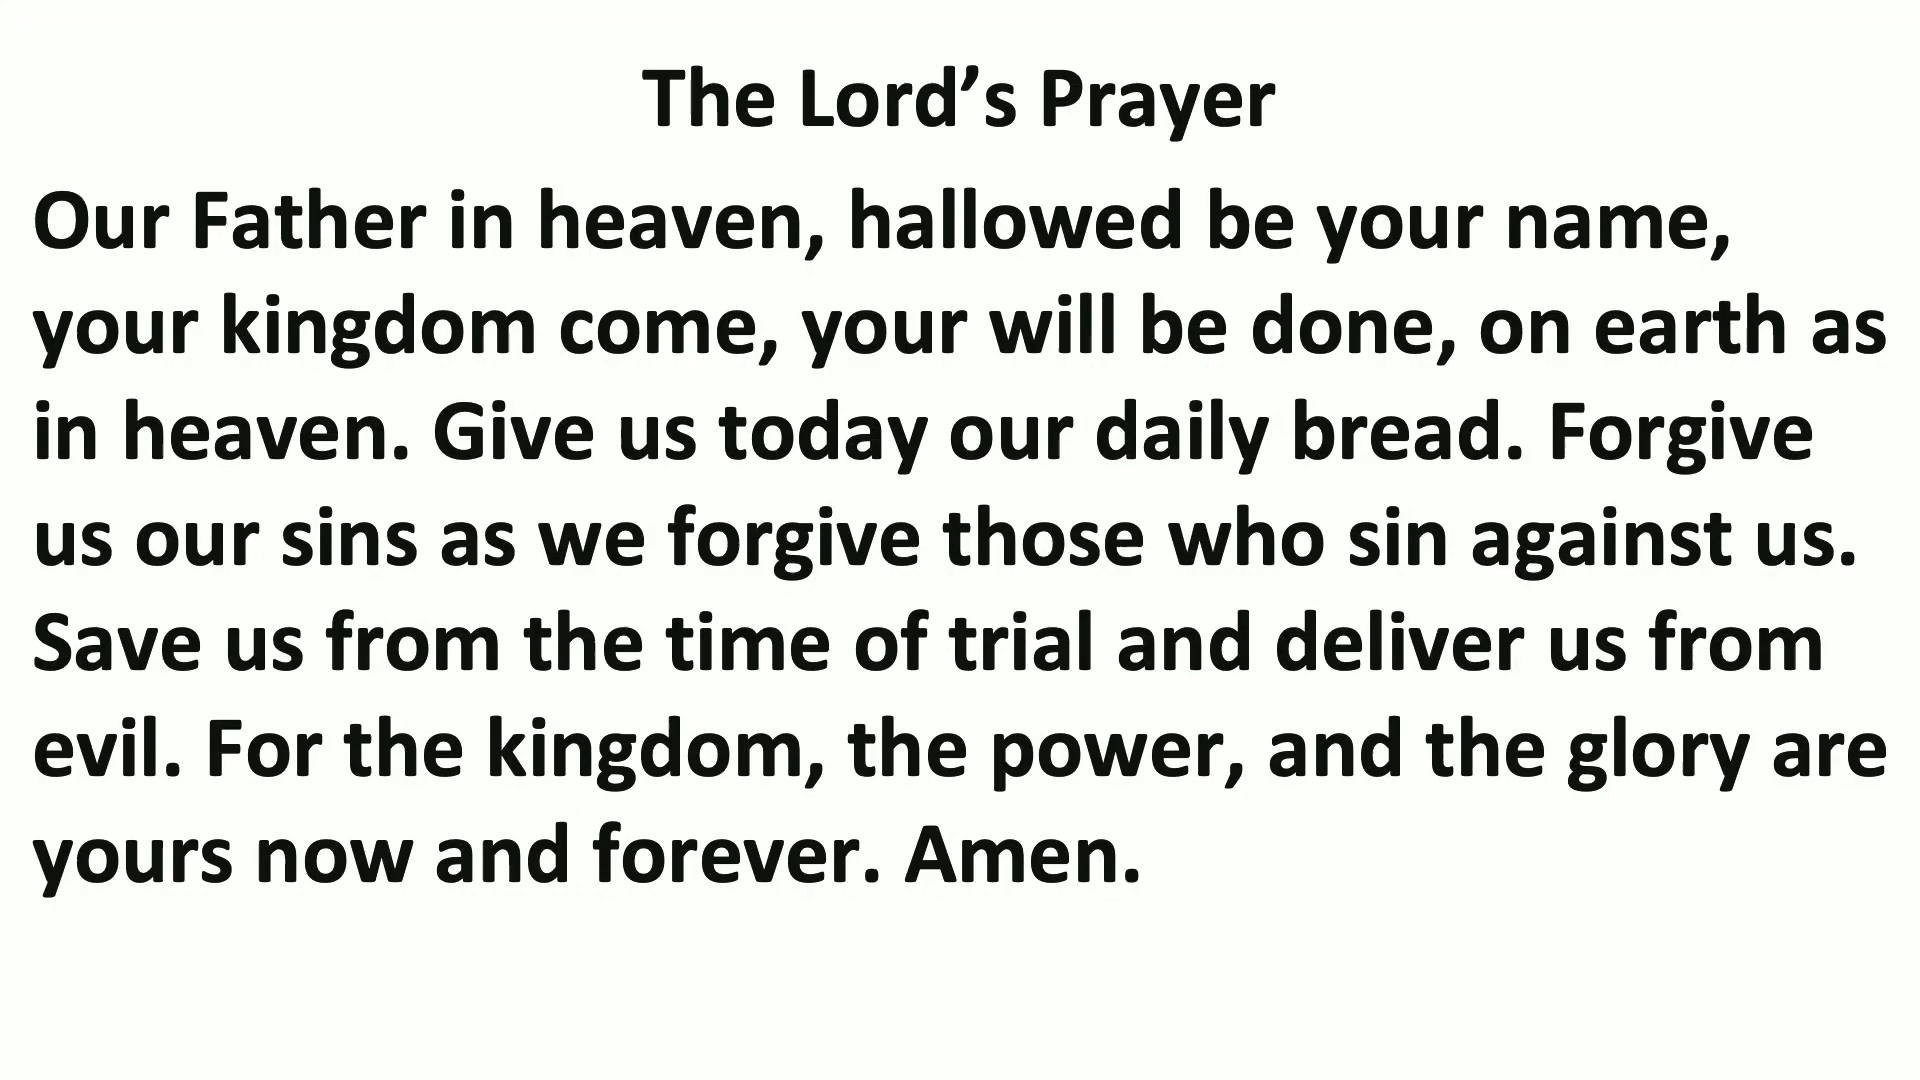 The Lord’s Prayer
Our Father in heaven, hallowed be your name,
your kingdom come, your will be done, on earth as
in heaven. Give us today our daily bread. Forgive
us our sins as we forgive those who sin against us.
Save us from the time of trial and deliver us from
evil. For the kingdom, the power, and the glory are
yours now and forever. Amen.